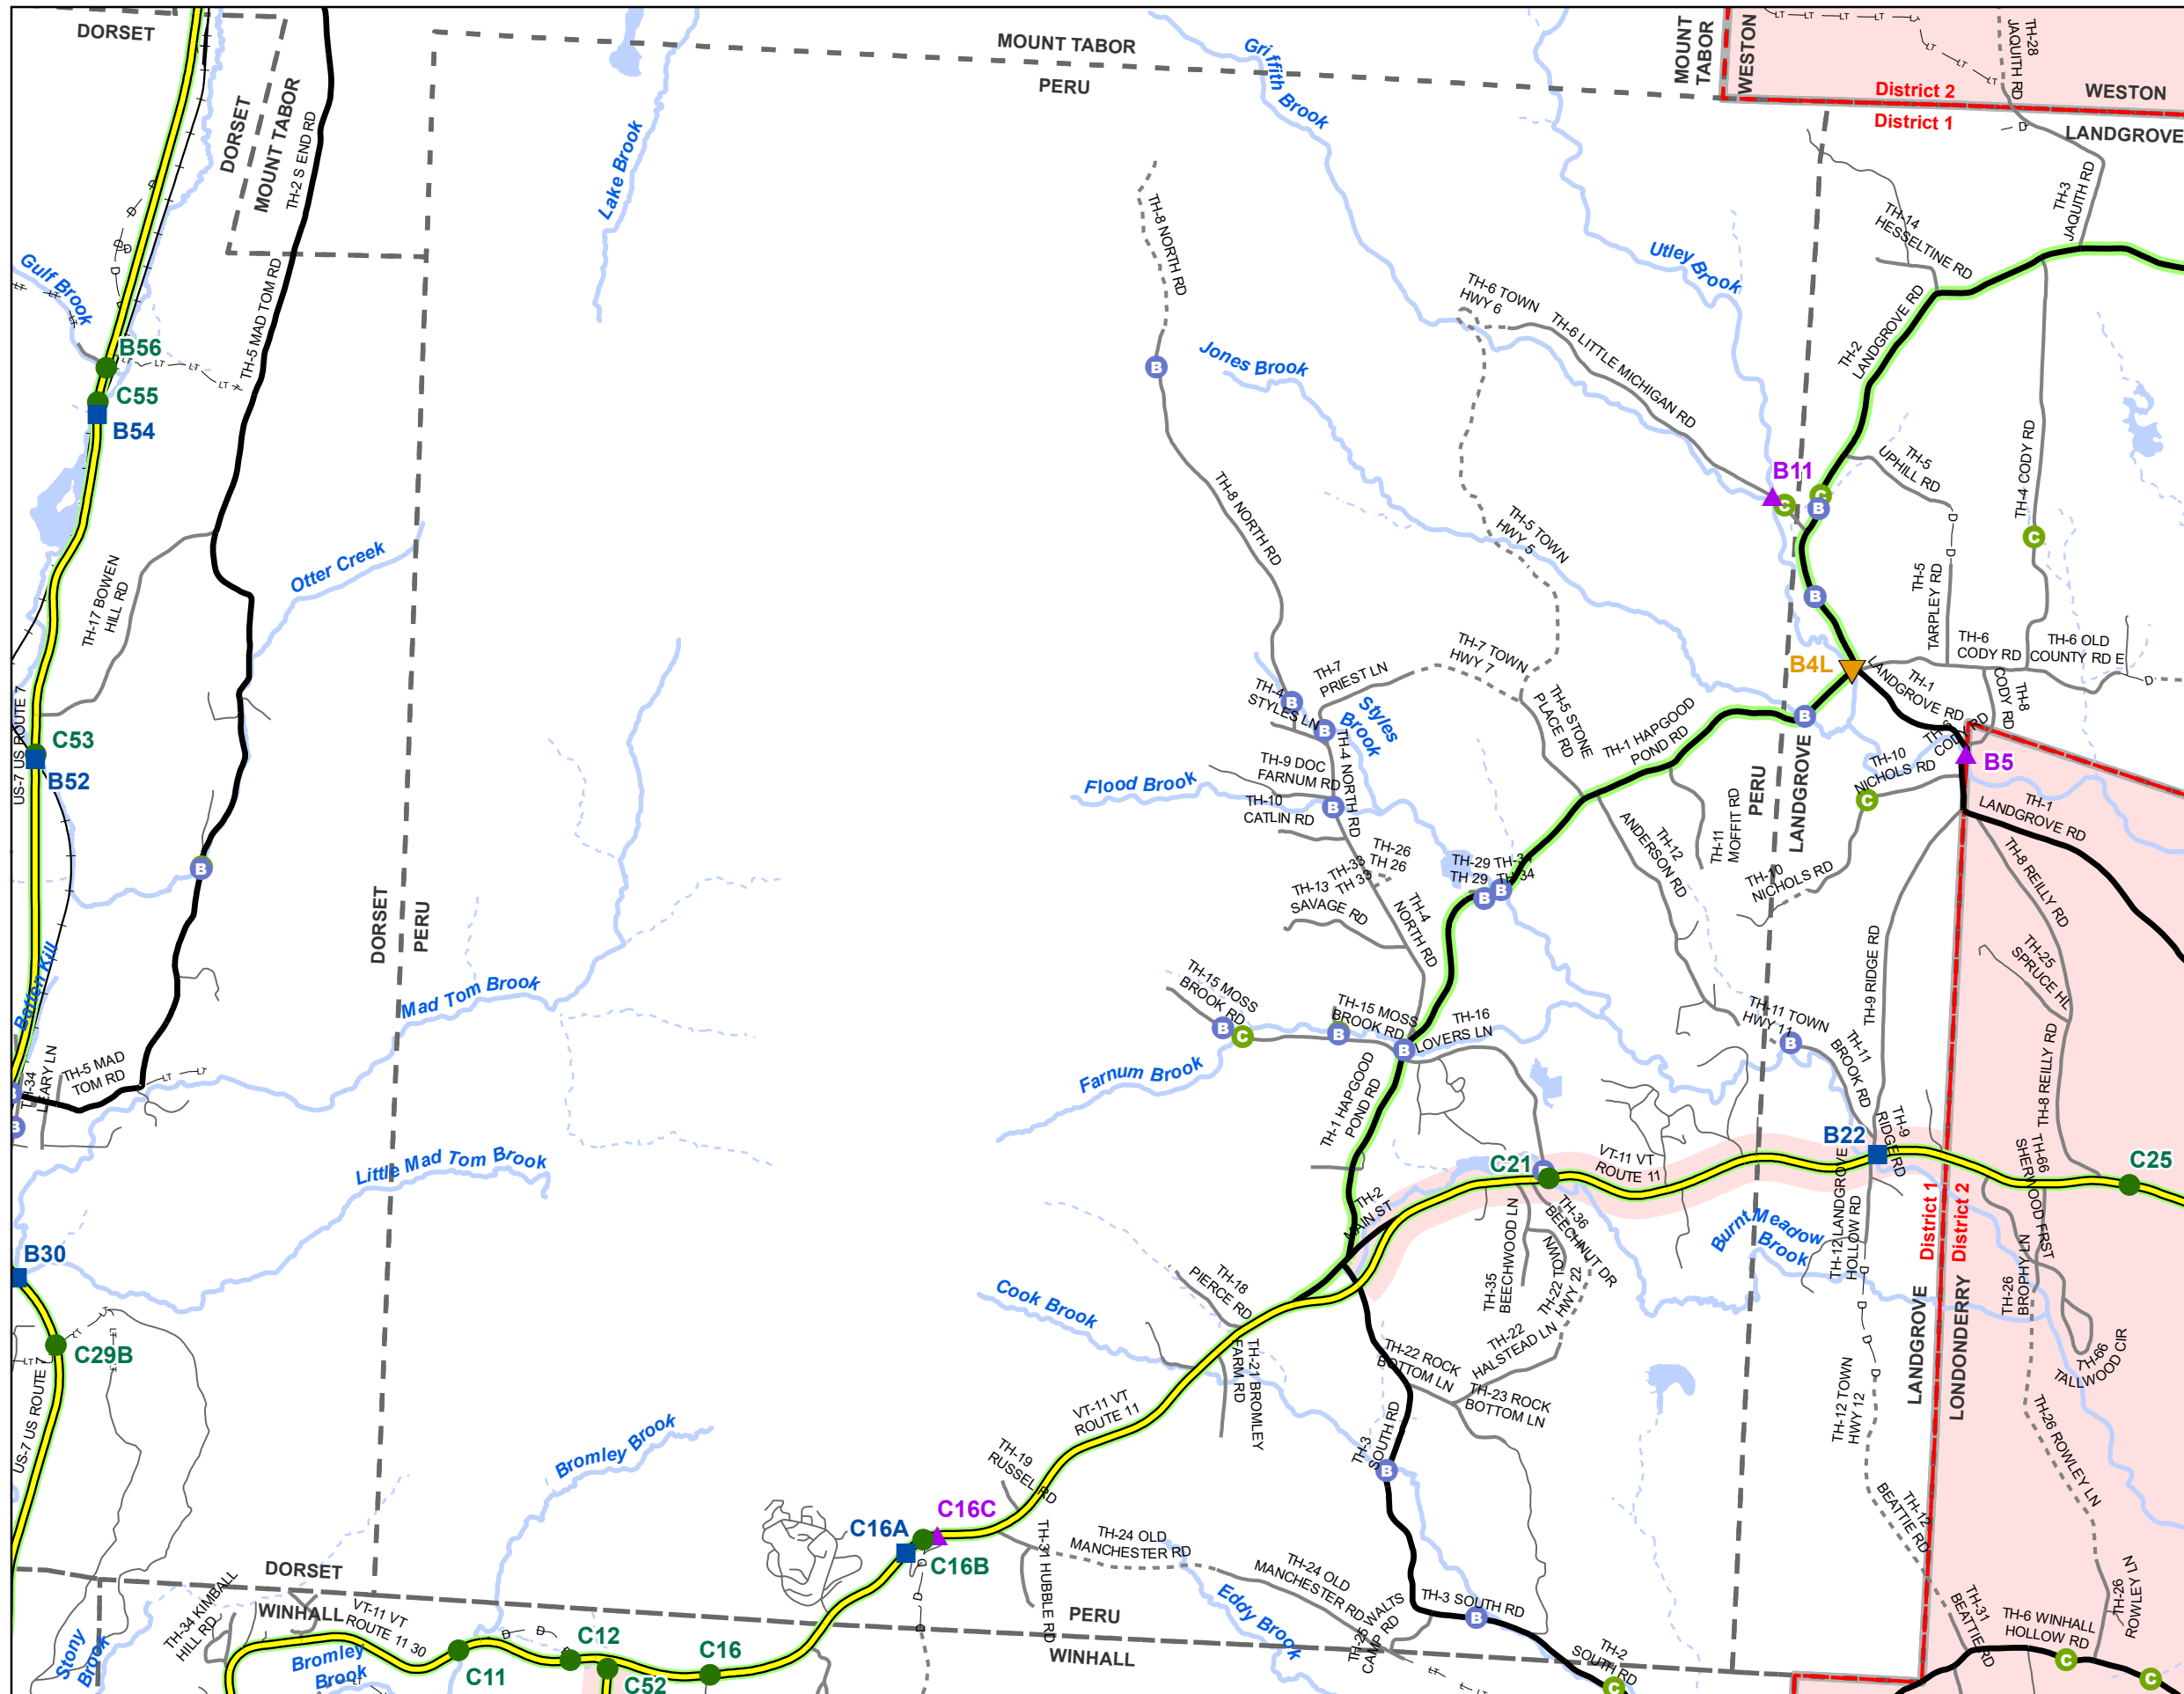 DORSET
DORSET
MOUNT TABOR
TH-2 S END RD
MOUNT TABOR
PERU
Lake Brook
Griffith Brook
MOUNT
TABOR
WESTON
TH-28
JAQUITH RD
District 2
District 1
WESTON
LANDGROVE
TH-3
JAQUITH RD
TH-14
HESSELTINE RD
Utley Brook
TH-8 NORTH RD
Gulf Brook
TH-5 MAD TOM RD
TH-6 TOWN
HWY 6
TH-6 LITTLE MICHIGAN RD
TH-2
LANDGROVE RD
Jones Brook
B56
C55
B54
B
TH-8 NORTH RD
B11
C
C
B
TH-5
UPHILL RD
TH-4 CODY RD
C
TH-5 TOWN
HWY 5
Otter Creek
TH-17 BOWEN
HILL RD
B
TH-5
TARPLEY RD
TH-6
CODY RD
TH-6 OLD
COUNTY RD E
B4L
TH-1
LANDGROVE RD
TH-8
CODY RD
TH-7
PRIEST LN
TH-7 TOWN
HWY 7
TH-4
STYLES LN
B
B
Styles
Brook
TH-5 STONE
PLACE RD
TH-1 HAPGOOD
POND RD
B
US-7 US ROUTE 7
C53
B52
B5
TH-10
NICHOLS RD
C
TH-1
LANDGROVE RD
TH-9 DOC
FARNUM RD
TH-4 NORTH RD
Flood Brook
TH-10
CATLIN RD
B
PERU
LANDGROVE
TH-11
MOFFIT RD
TH-12
ANDERSON RD
TH-10
NICHOLS RD
TH-8 REILLY RD
TH-26
TH 26
TH-33
TH 33
TH-29
TH 29
TH-34
TH 34
B
B
TH-13
SAVAGE RD
TH-4
NORTH RD
B
DORSET
PERU
Batten Kill
Mad Tom Brook
TH-15 MOSS
BROOK RD
B
C
TH-15 MOSS
BROOK RD
B
B
TH-16
LOVERS LN
TH-9 RIDGE RD
TH-25
SPRUCE HL
TH-11 TOWN
HWY 11
B
TH-11
BROOK RD
TH-8 REILLY RD
Farnum Brook
TH-34
LEARY LN
TH-5 MAD
TOM RD
B
TH-1 HAPGOOD
POND RD
Little Mad Tom Brook
C21
VT-11 VT
ROUTE 11
B22
TH-9
RIDGE RD
TH-66
SHERWOOD FRST
C25
TH-2
MAIN ST
TH-36
BEECHNUT DR
TH-35
BEECHWOOD LN
TH-22 TOWN
HWY 22
Burnt Meadow
Brook
TH-12 LANDGROVE
HOLLOW RD
District 1
District 2
B30
C29B
Cook Brook
TH-18
PIERCE RD
TH-21 BROMLEY
FARM RD
TH-22 ROCK
BOTTOM LN
TH-22
HALSTEAD LN
TH-23 ROCK
BOTTOM LN
TH-26
BROPHY LN
TH-66
TALLWOOD CIR
LANDGROVE
LONDONDERRY
US-7 US ROUTE 7
VT-11 VT
ROUTE 11
TH-12 TOWN
HWY 12
TH-26 ROWLEY LN
TH-3
SOUTH RD
B
Bromley Brook
TH-19
RUSSEL RD
C16C
C16A
C16B
TH-31 HUBBLE RD
TH-24 OLD
MANCHESTER RD
TH-24 OLD
MANCHESTER RD
TH-12
BEATTIE RD
DORSET
WINHALL
PERU
WINHALL
TH-34 KIMBALL
HILL RD
VT-11 VT
ROUTE 11 30
Stony
Brook
Bromley
Brook
C11
C12
C52
C16
Eddy Brook
TH-25 WALTS
CAMP RD
TH-3 SOUTH RD
B
TH-2
SOUTH RD
C
TH-31
BEATTIE RD
TH-6 WINHALL
HOLLOW RD
TH-26
ROWLEY LN
C
C